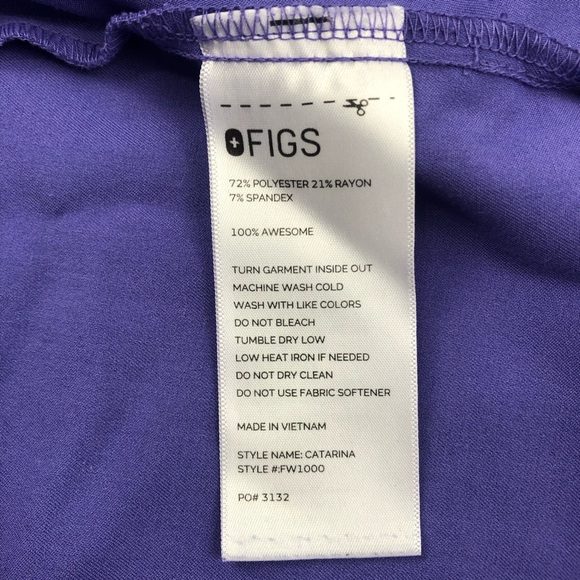 FIGS
72% POLYESTER 21% RAYON
7% SPANDEX
100% AWESOME
TURN GARMENT INSIDE OUT
MACHINE WASH COLD
WASH WITH LIKE COLORS
DO NOT BLEACH
TUMBLE DRY LOW
LOW HEAT IRON IF NEEDED
DO NOT DRY CLEAN
DO NOT USE FABRIC SOFTENER
MADE IN VIETNAM
STYLE NAME: CATARINA
STYLE #:FW1000
PO# 3132